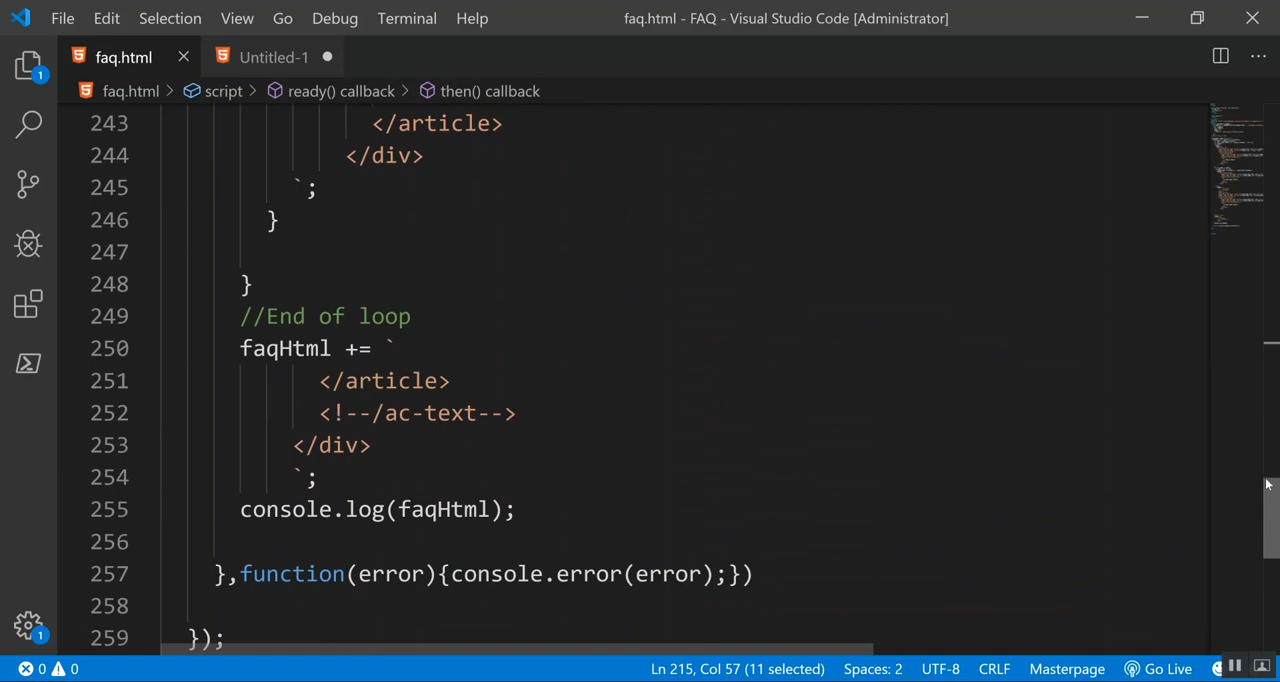 File Edit Selection View Go Debug Terminal Help faq.html - FAQ - Visual Studio Code [Administrator]
faq.html Untitled-1
faq.html > script > ready() callback > then() callback
1
243 </article>
244 </div>
245 `;
246 }
247
248 }
249 //End of loop
250 faqHtml += `
251 </article>
252 <!--/ac-text-->
253 </div>
254 `;
255 console.log(faqHtml);
256
257 },function(error){console.error(error);})
258
259 });
1
0 0 Ln 215, Col 57 (11 selected) Spaces: 2 UTF-8 CRLF Masterpage Go Live